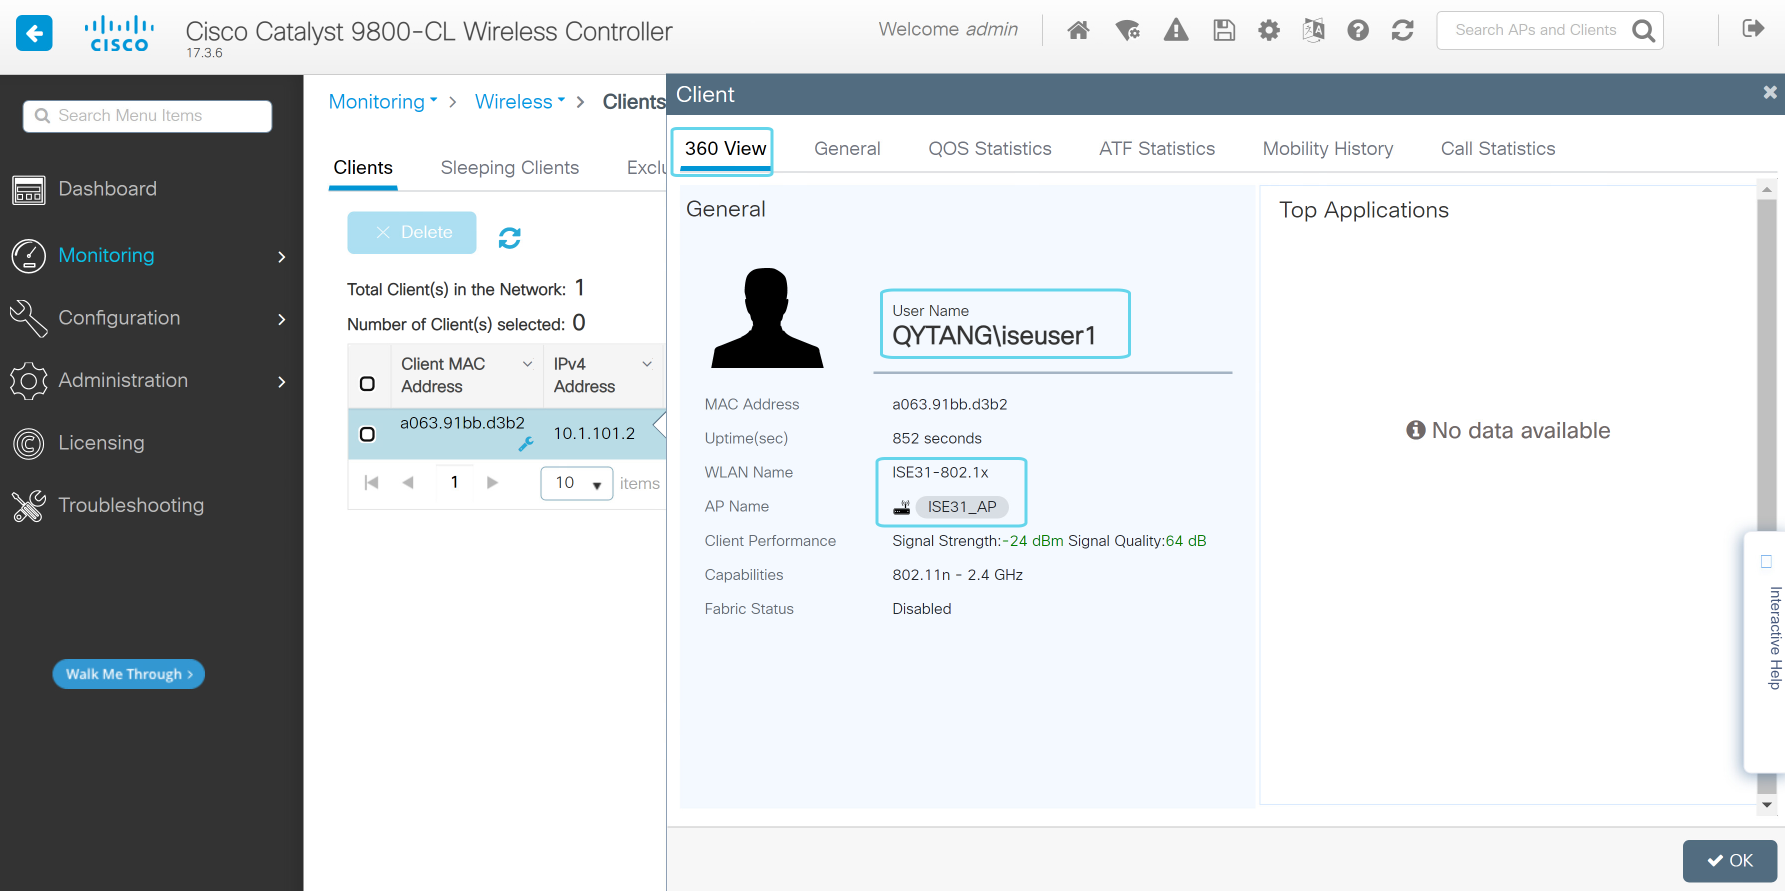 Cisco Catalyst 9800-CL Wireless Controller
17.3.6
cisco
Welcome admin
Search APs and Clients
Search Menu Items
Dashboard
Monitoring
Configuration
Administration
Licensing
Troubleshooting
Walk Me Through >
Monitoring > Wireless > Clients
Clients Sleeping Clients Exclu
× Delete
Total Client(s) in the Network: 1
Number of Client(s) selected: 0
Client MAC Address
IPv4 Address
a063.91bb.d3b2
10.1.101.2
1
10
items
Client
360 View General QOS Statistics ATF Statistics Mobility History Call Statistics
General
User Name
QYTANG\iseuser1
MAC Address a063.91bb.d3b2
Uptime(sec) 852 seconds
WLAN Name ISE31-802.1x
AP Name ISE31_AP
Client Performance Signal Strength:-24 dBm Signal Quality:64 dB
Capabilities 802.11n - 2.4 GHz
Fabric Status Disabled
Top Applications
No data available
Interactive Help
OK